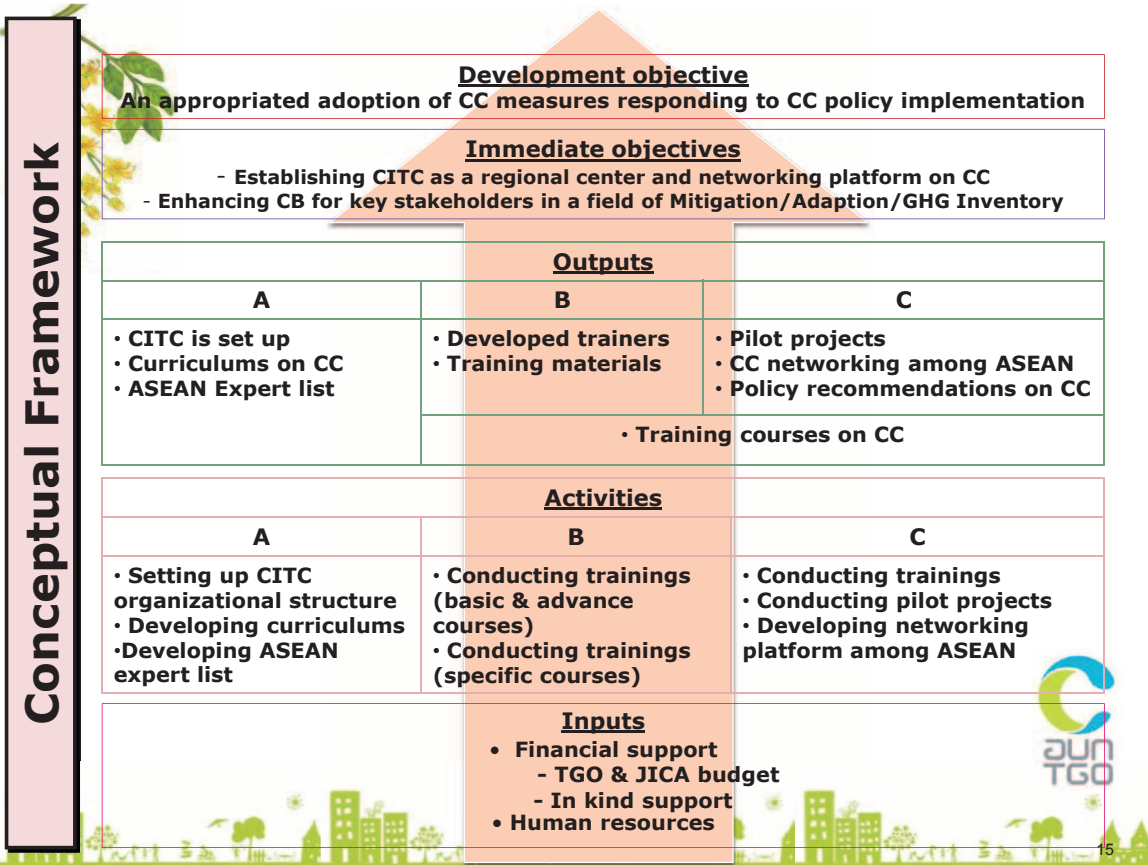 Conceptual Framework
Development objective
An appropriated adoption of CC measures responding to CC policy implementation
Immediate objectives
- Establishing CITC as a regional center and networking platform on CC
- Enhancing CB for key stakeholders in a field of Mitigation/Adaption/GHG Inventory
Outputs
A
• CITC is set up
• Curriculums on CC
• ASEAN Expert list
B
• Developed trainers
• Training materials
C
• Pilot projects
• CC networking among ASEAN
• Policy recommendations on CC
• Training courses on CC
Activities
A
• Setting up CITC
organizational structure
• Developing curriculums
•Developing ASEAN
expert list
B
• Conducting trainings
(basic & advance
courses)
• Conducting trainings
(specific courses)
C
• Conducting trainings
• Conducting pilot projects
• Developing networking
platform among ASEAN
Inputs
• Financial support
- TGO & JICA budget
- In kind support
• Human resources
TGO
15